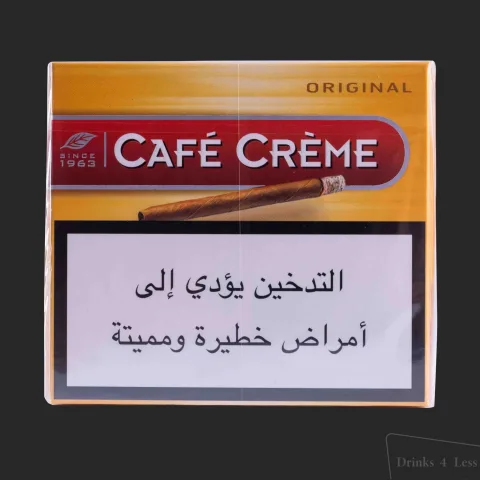 ORIGINAL
SINCE
1963
CAFÉ CRÈME
التدخين يؤدي إلى
أمراض خطيرة ومميتة
Drinks 4 Less